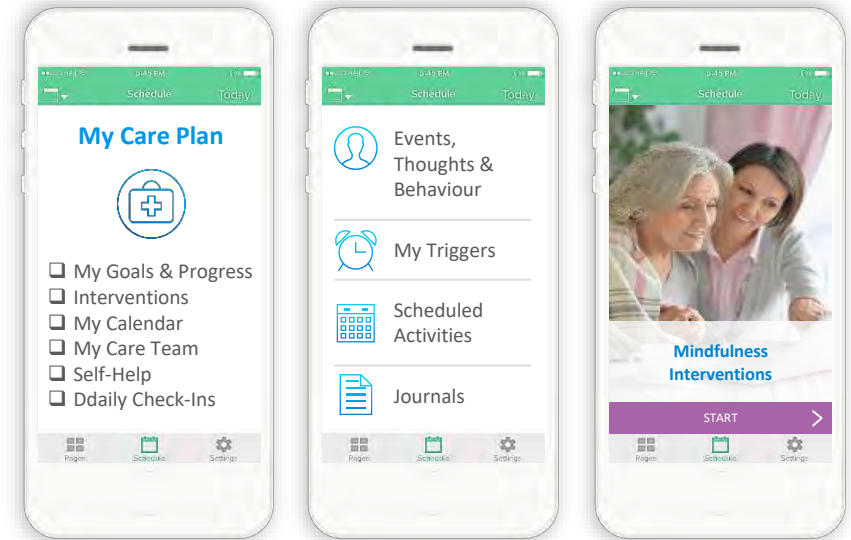 5:45 PM
Schedule
Today
My Care Plan
My Goals & Progress
Interventions
My Calendar
My Care Team
Self-Help
Ddaily Check-Ins
Pages
Schedule
Settings
5:45 PM
Schedule
Today
Events,
Thoughts &
Behaviour
My Triggers
Scheduled
Activities
Journals
Pages
Schedule
Settings
5:45 PM
Schedule
Today
Mindfulness
Interventions
START
Pages
Schedule
Settings